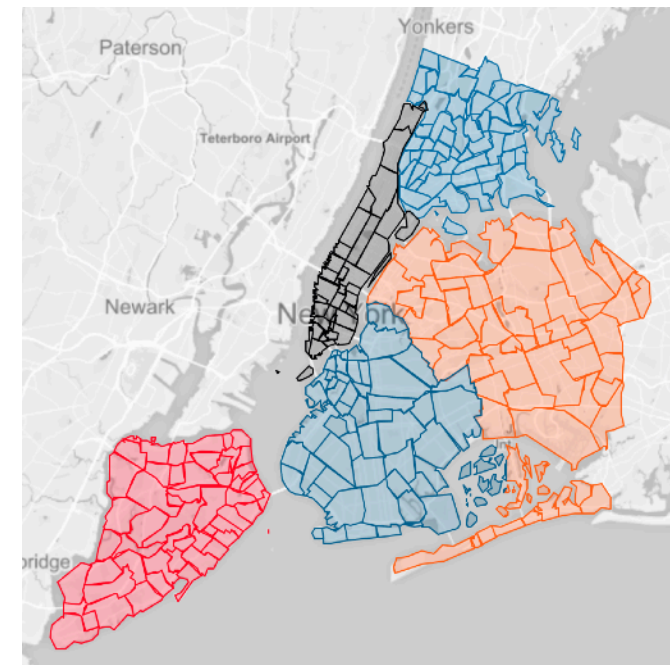 Yonkers
Paterson
Teterboro Airport
Newark
New York
bridge